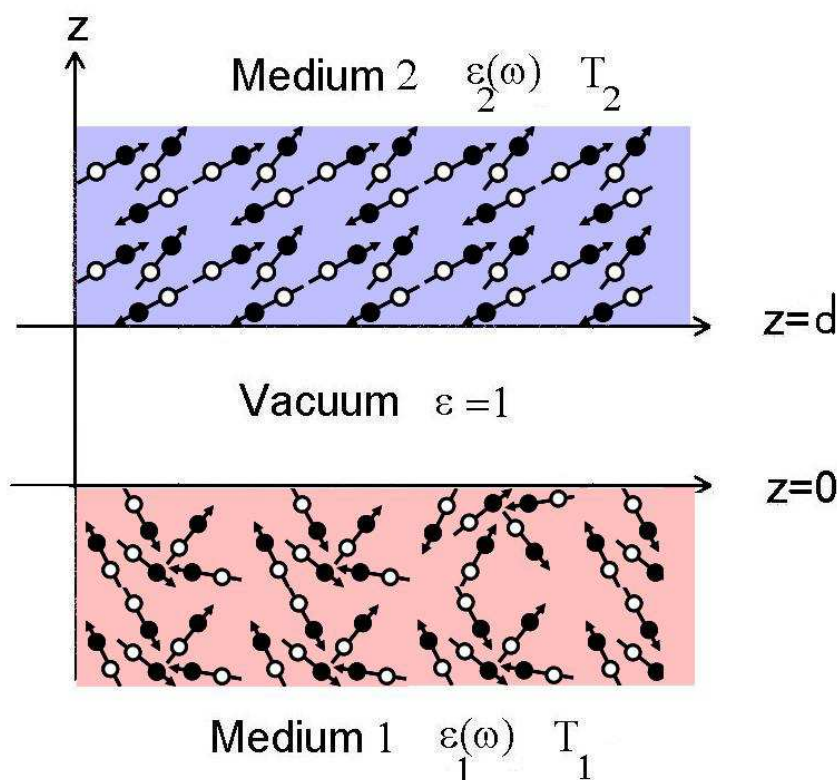 z
Medium 2 ε₂(ω) T₂
z=d
Vacuum ε =1
z=0
Medium 1 ε₁(ω) T₁